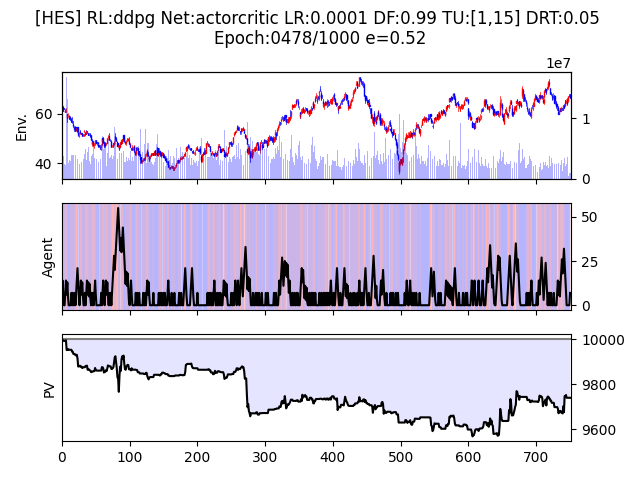 [HES] RL:ddpg Net:actorcritic LR:0.0001 DF:0.99 TU:[1,15] DRT:0.05
Epoch:0478/1000 e=0.52
1e7
Env.
60
40
1
0
Agent
50
25
0
PV
10000
9800
9600
0 100 200 300 400 500 600 700